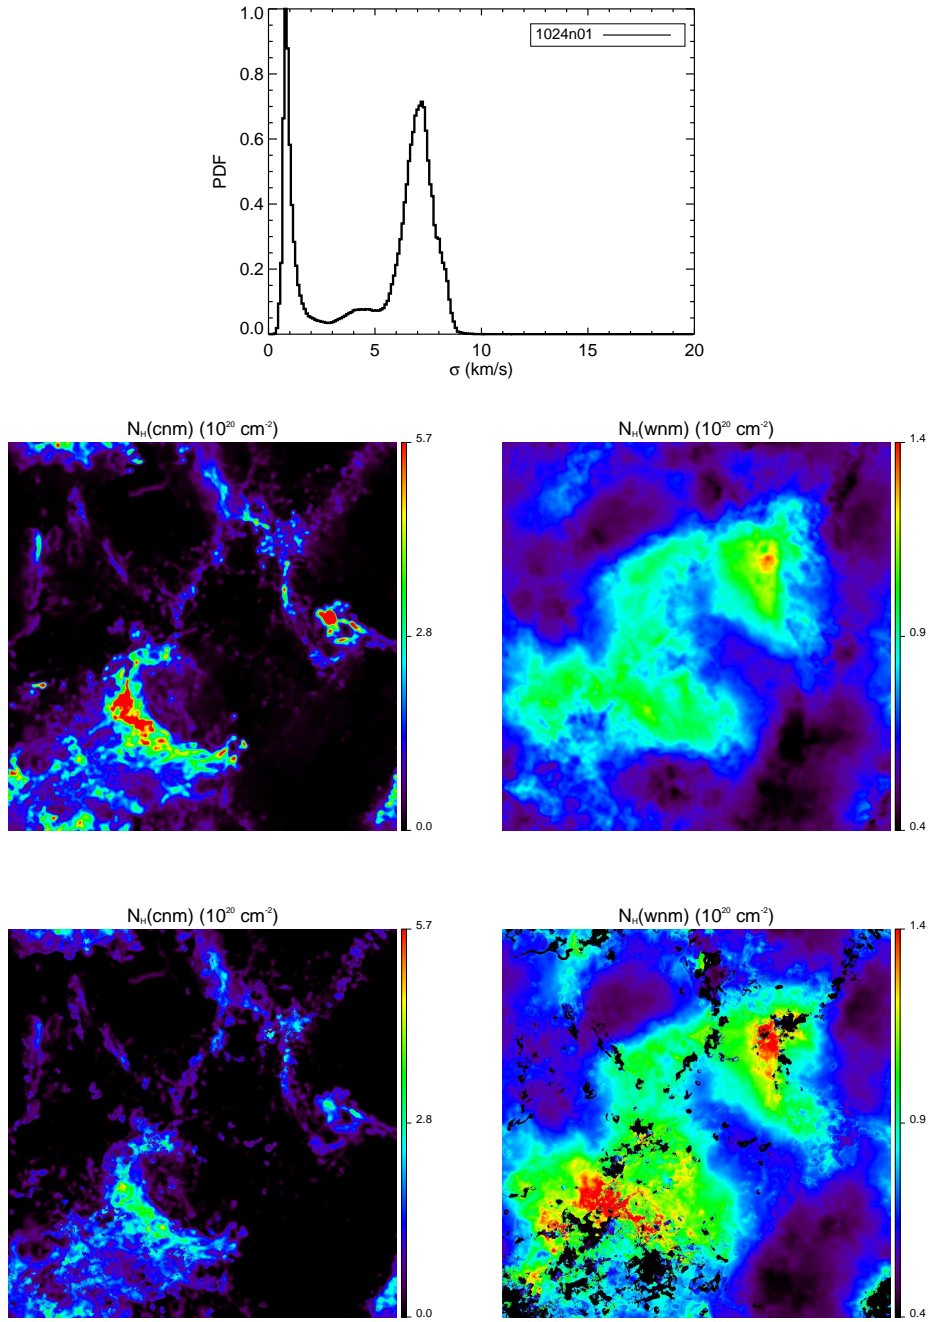 1.0
1024n01
0.8
0.6
PDF
0.4
0.2
0.0
0 5 10 15 20
σ (km/s)
N_H(cnm) (10^20 cm^-2) N_H(wnm) (10^20 cm^-2)
5.7 1.4
2.8 0.9
0.0 0.4
N_H(cnm) (10^20 cm^-2) N_H(wnm) (10^20 cm^-2)
5.7 1.4
2.8 0.9
0.0 0.4